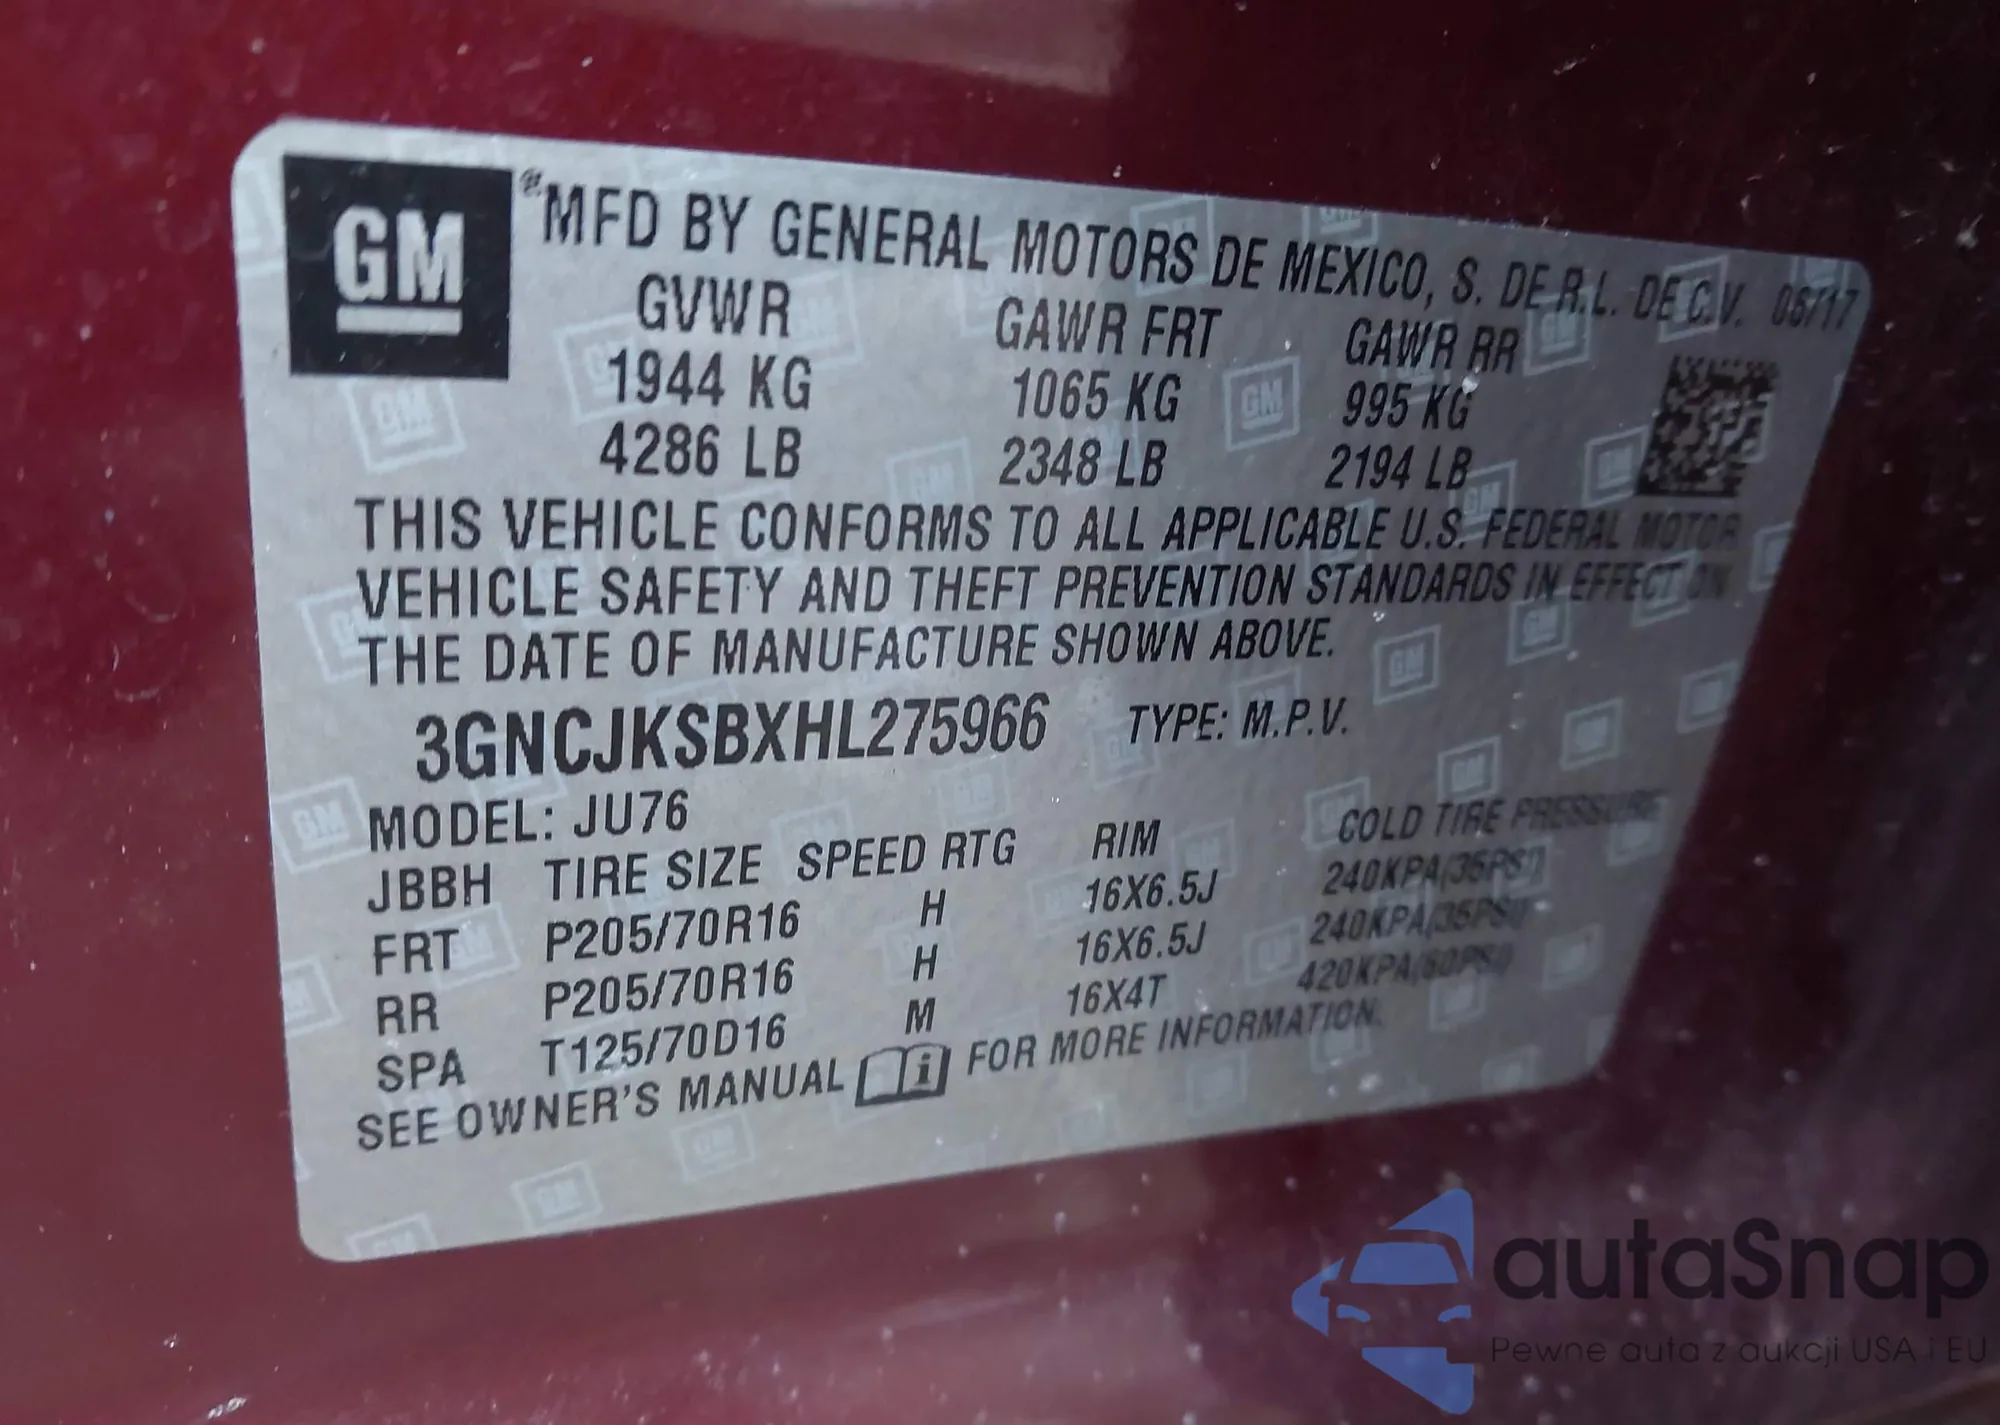 GM
MFD BY GENERAL MOTORS DE MEXICO, S. DE R.L. DE C.V. 06/17
GVWR GAWR FRT GAWR RR
1944 KG 1065 KG 995 KG
4286 LB 2348 LB 2194 LB
THIS VEHICLE CONFORMS TO ALL APPLICABLE U.S. FEDERAL MOTOR
VEHICLE SAFETY AND THEFT PREVENTION STANDARDS IN EFFECT ON
THE DATE OF MANUFACTURE SHOWN ABOVE.
3GNCJKSBXHL275966 TYPE: M.P.V.
MODEL: JU76
JBBH TIRE SIZE SPEED RTG RIM COLD TIRE PRESSURE
FRT P205/70R16 H 16X6.5J 240KPA(35PSI)
RR P205/70R16 H 16X6.5J 240KPA(35PSI)
SPA T125/70D16 M 16X4T 420KPA(60PSI)
SEE OWNER'S MANUAL i FOR MORE INFORMATION.
autaSnap
Pewne auta z aukcji USA i EU